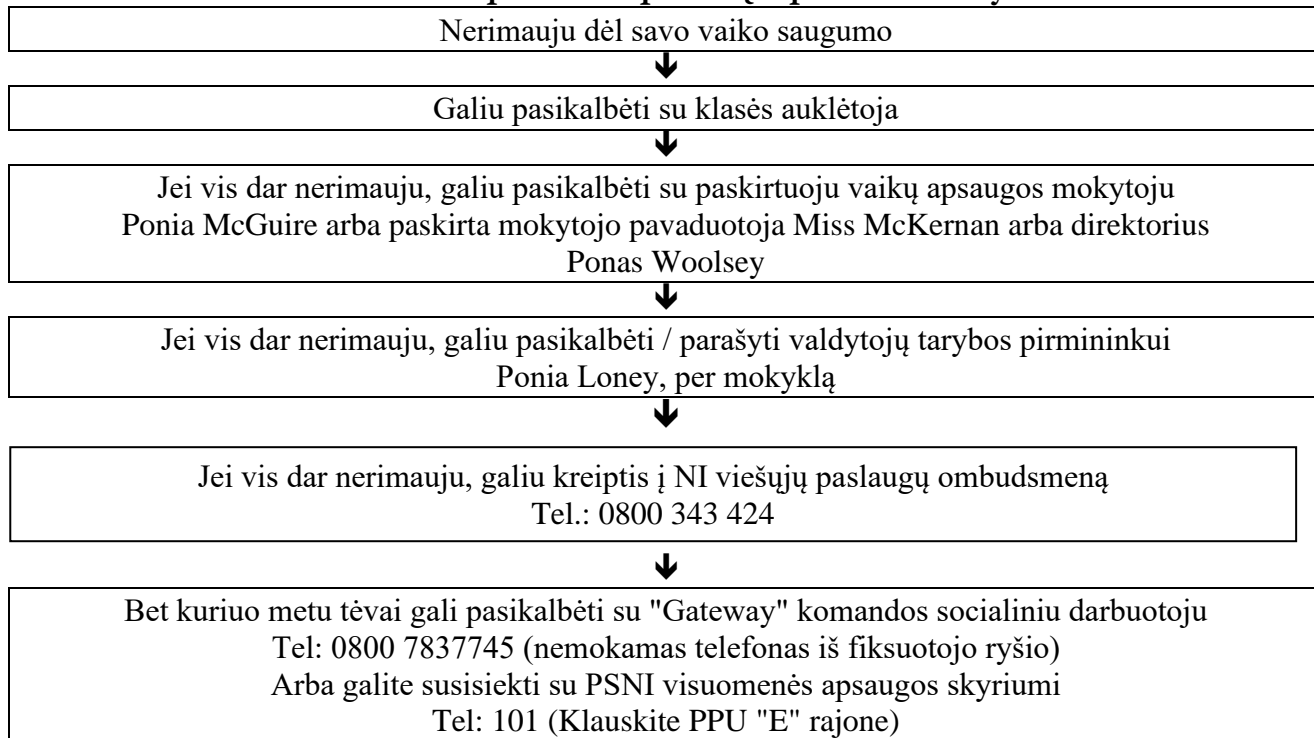 Nerimauju dėl savo vaiko saugumo
Galiu pasikalbėti su klasės auklėtoja
Jei vis dar nerimauju, galiu pasikalbėti su paskirtuoju vaikų apsaugos mokytoju
Ponia McGuire arba paskirta mokytojo pavaduotoja Miss McKernan arba direktorius
Ponas Woolsey
Jei vis dar nerimauju, galiu pasikalbėti / parašyti valdytojų tarybos pirmininkui
Ponia Loney, per mokyklą
Jei vis dar nerimauju, galiu kreiptis į NI viešųjų paslaugų ombudsmeną
Tel.: 0800 343 424
Bet kuriuo metu tėvai gali pasikalbėti su "Gateway" komandos socialiniu darbuotoju
Tel: 0800 7837745 (nemokamas telefonas iš fiksuotojo ryšio)
Arba galite susisiekti su PSNI visuomenės apsaugos skyriumi
Tel: 101 (Klauskite PPU "E" rajone)